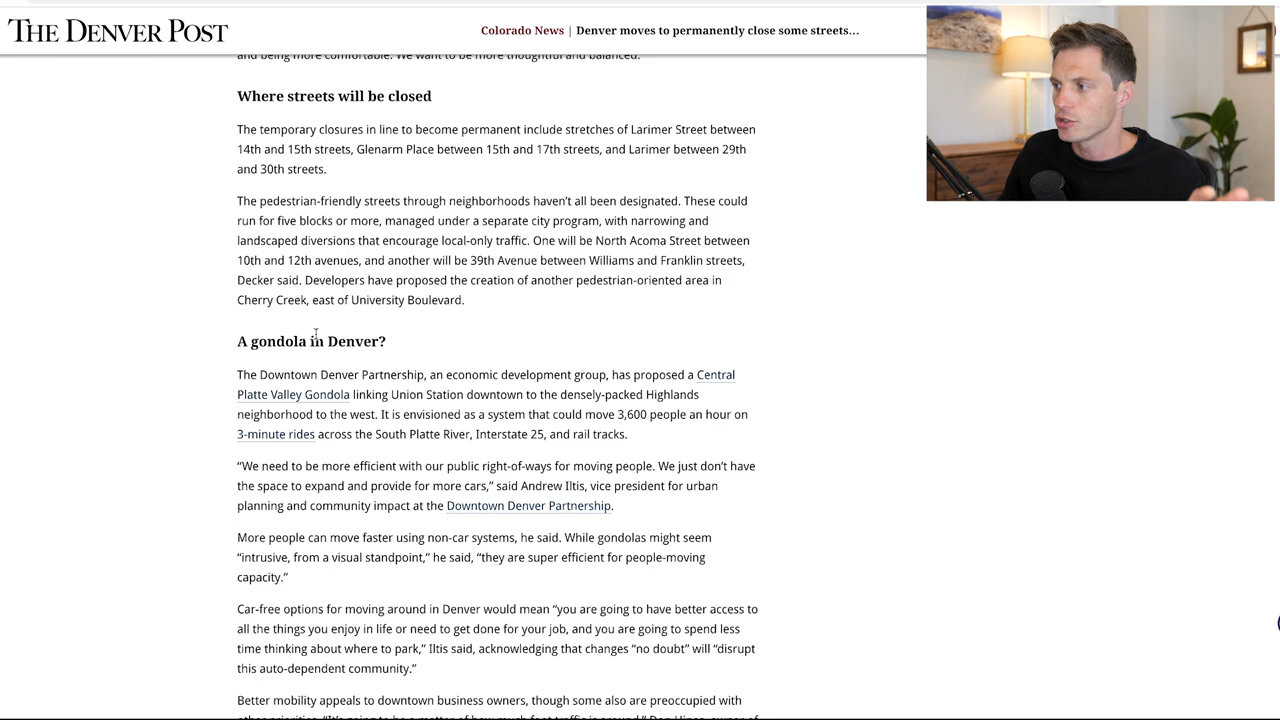 THE DENVER POST
Colorado News | Denver moves to permanently close some streets…
and being more comfortable. We want to be more thoughtful and balanced.”
Where streets will be closed
The temporary closures in line to become permanent include stretches of Larimer Street between
14th and 15th streets, Glenarm Place between 15th and 17th streets, and Larimer between 29th
and 30th streets.
The pedestrian-friendly streets through neighborhoods haven’t all been designated. These could
run for five blocks or more, managed under a separate city program, with narrowing and
landscaped diversions that encourage local-only traffic. One will be North Acoma Street between
10th and 12th avenues, and another will be 39th Avenue between Williams and Franklin streets,
Decker said. Developers have proposed the creation of another pedestrian-oriented area in
Cherry Creek, east of University Boulevard.
A gondola in Denver?
The Downtown Denver Partnership, an economic development group, has proposed a Central
Platte Valley Gondola linking Union Station downtown to the densely-packed Highlands
neighborhood to the west. It is envisioned as a system that could move 3,600 people an hour on
3-minute rides across the South Platte River, Interstate 25, and rail tracks.
“We need to be more efficient with our public right-of-ways for moving people. We just don’t have
the space to expand and provide for more cars,” said Andrew Iltis, vice president for urban
planning and community impact at the Downtown Denver Partnership.
More people can move faster using non-car systems, he said. While gondolas might seem
“intrusive, from a visual standpoint,” he said, “they are super efficient for people-moving
capacity.”
Car-free options for moving around in Denver would mean “you are going to have better access to
all the things you enjoy in life or need to get done for your job, and you are going to spend less
time thinking about where to park,” Iltis said, acknowledging that changes “no doubt” will “disrupt
this auto-dependent community.”
Better mobility appeals to downtown business owners, though some also are preoccupied with